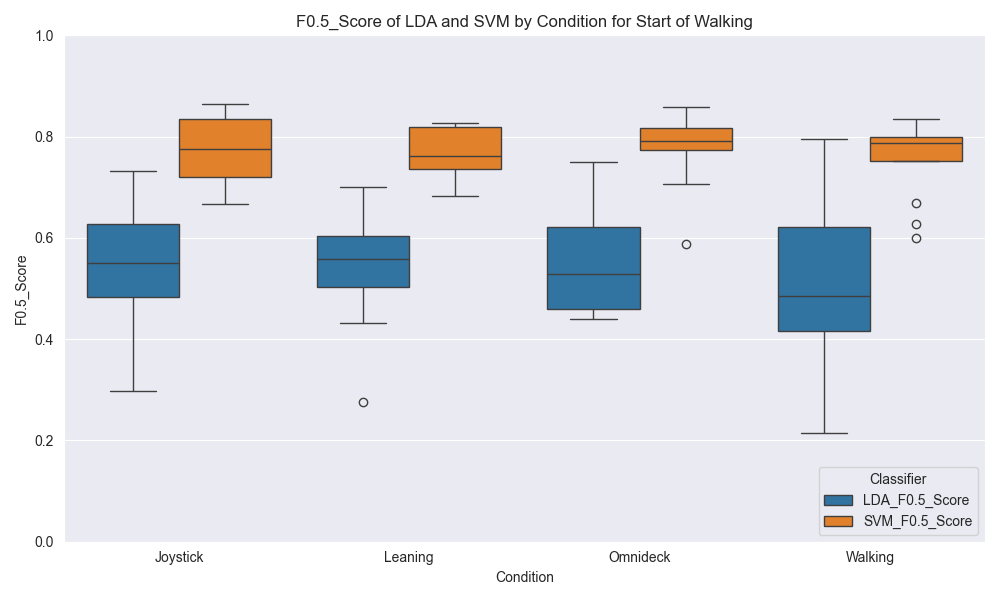 F0.5_Score of LDA and SVM by Condition for Start of Walking
1.0
0.8
0.6
0.4
0.2
0.0
F0.5_Score
Joystick
Leaning
Omnideck
Walking
Condition
Classifier
LDA_F0.5_Score
SVM_F0.5_Score